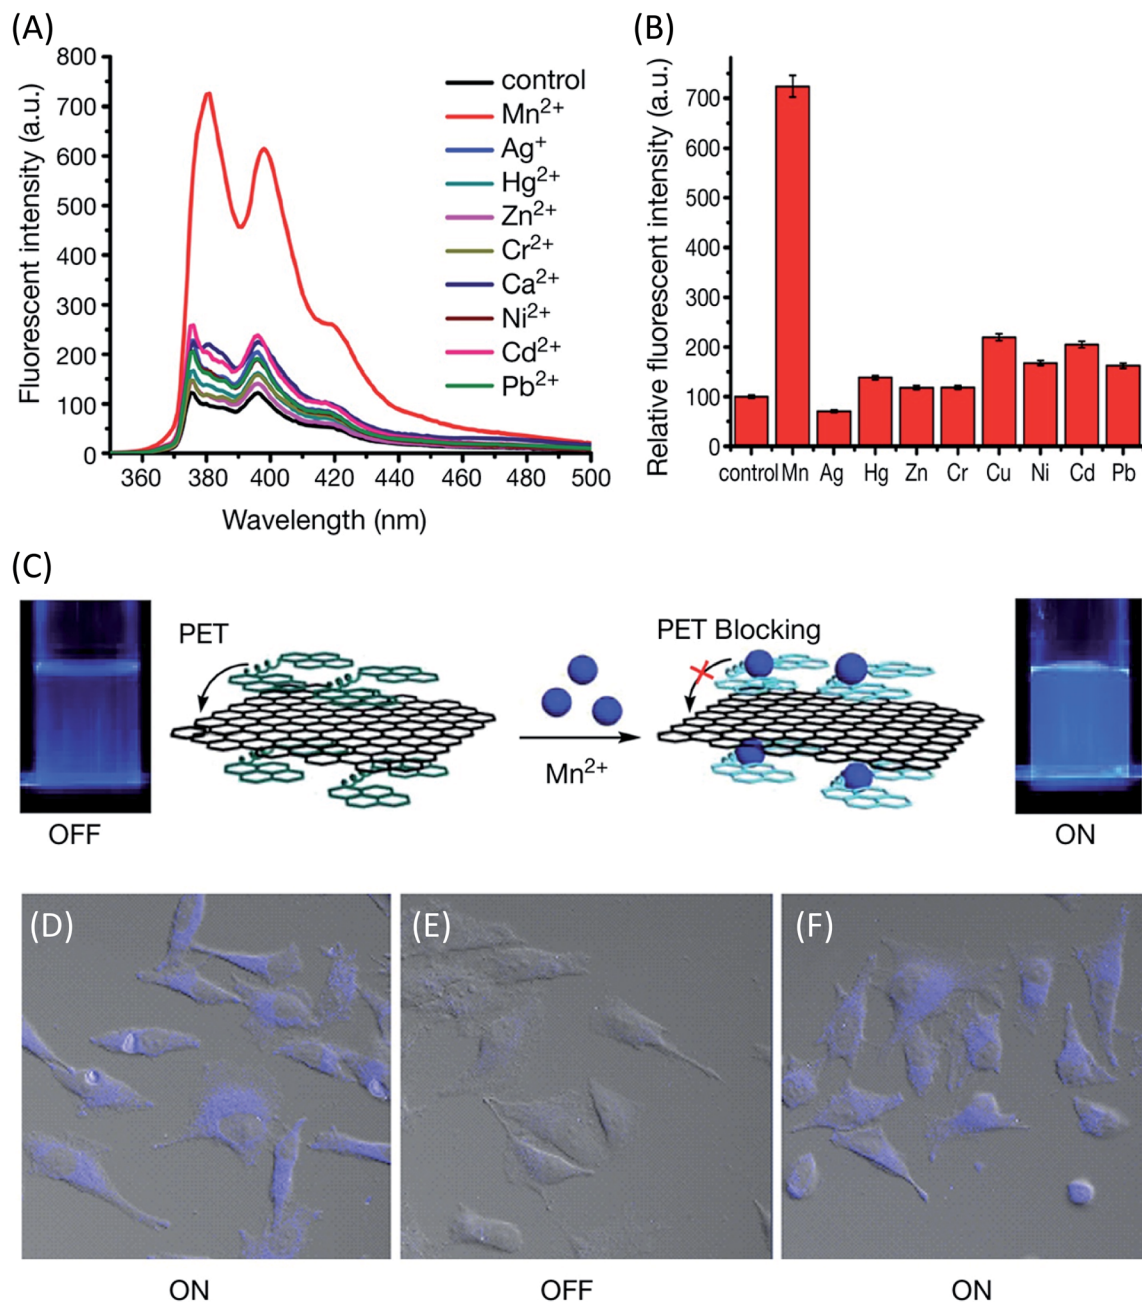 (A)
Fluorescent intensity (a.u.)
800
700
600
500
400
300
200
100
0
360 380 400 420 440 460 480 500
Wavelength (nm)
control
Mn²⁺
Ag⁺
Hg²⁺
Zn²⁺
Cr²⁺
Ca²⁺
Ni²⁺
Cd²⁺
Pb²⁺
(B)
Relative fluorescent intensity (a.u.)
700
600
500
400
300
200
100
0
control Mn Ag Hg Zn Cr Cu Ni Cd Pb
(C)
OFF
PET
Mn²⁺
PET Blocking
ON
(D)
ON
(E)
OFF
(F)
ON